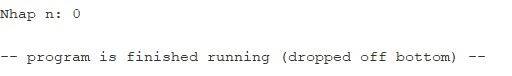 Nhap n: 0
-- program is finished running (dropped off bottom) --